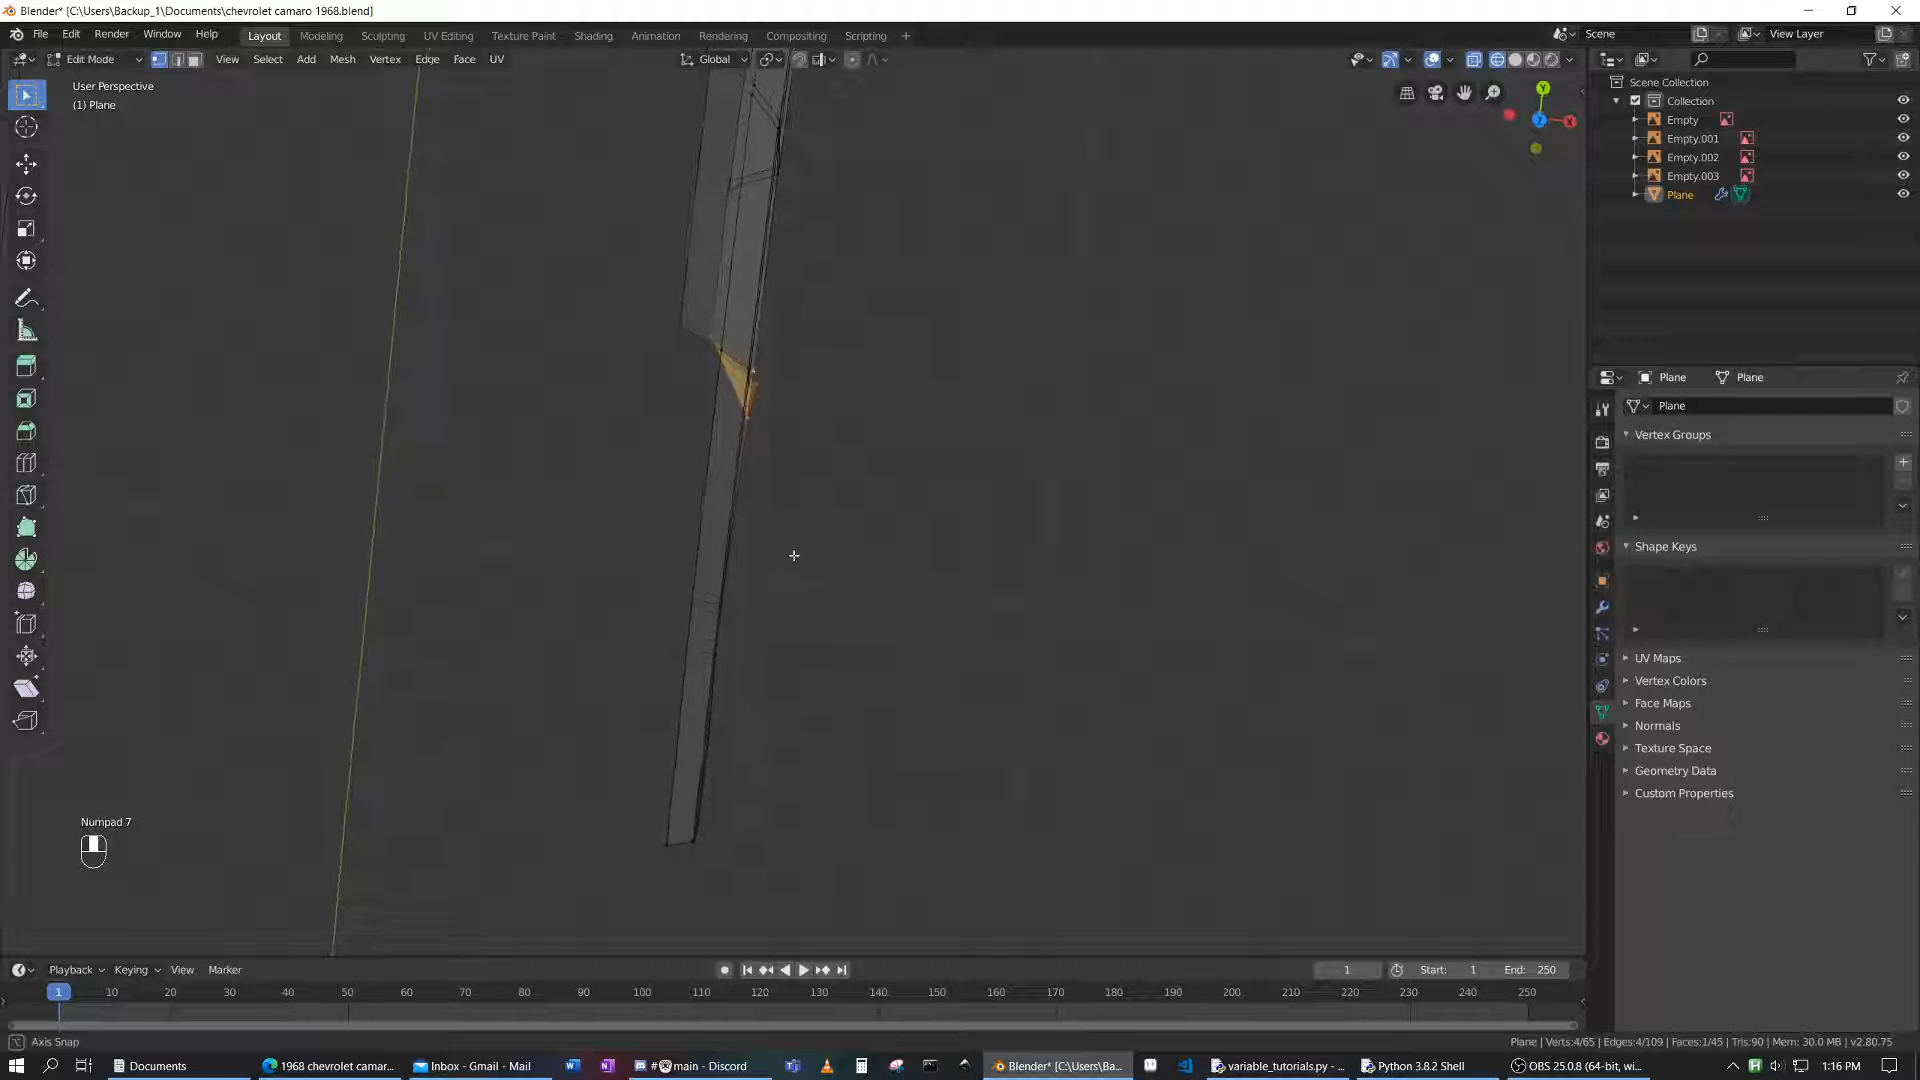 Blender* [C:\Users\Backup_1\Documents\chevrolet camaro 1968.blend]
File Edit Render Window Help Layout Modeling Sculpting UV Editing Texture Paint Shading Animation Rendering Compositing Scripting + Scene View Layer
Edit Mode View Select Add Mesh Vertex Edge Face UV Global
User Perspective
(1) Plane
Y
Z
X
Scene Collection
Collection
Empty
Empty.001
Empty.002
Empty.003
Plane
Plane Plane
Plane
Vertex Groups
Shape Keys
UV Maps
Vertex Colors
Face Maps
Normals
Texture Space
Geometry Data
Custom Properties
Numpad 7
Playback Keying View Marker 1 Start: 1 End: 250
1 10 20 30 40 50 60 70 80 90 100 110 120 130 140 150 160 170 180 190 200 210 220 230 240 250
Axis Snap
Plane | Verts:4/65 | Edges:4/109 | Faces:1/45 | Tris:90 | Mem: 30.0 MB | v2.80.75
Documents 1968 chevrolet camar... Inbox - Gmail - Mail main - Discord Blender* [C:\Users\Ba... variable_tutorials.py - ... Python 3.8.2 Shell OBS 25.0.8 (64-bit, wi... 1:16 PM